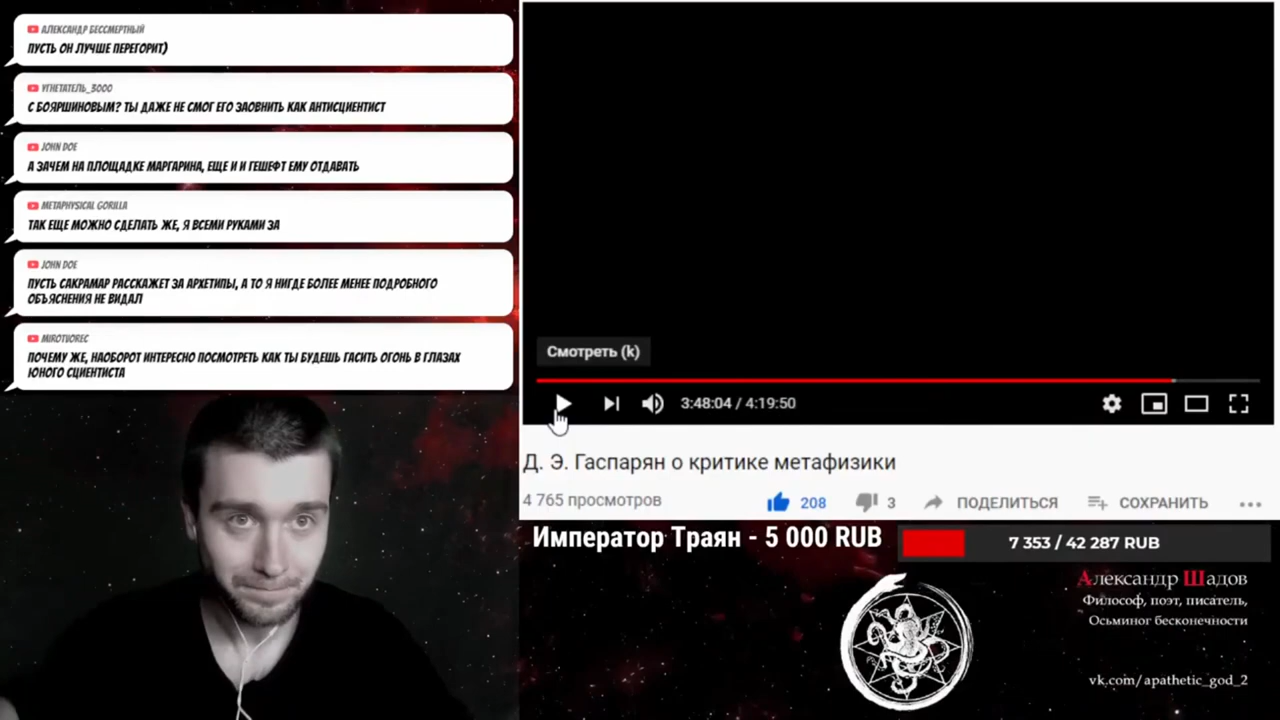 АЛЕКСАНДР БЕССМЕРТНЫЙ
ПУСТЬ ОН ЛУЧШЕ ПЕРЕГОРИТ)
УГНЕТАТЕЛЬ_3000
С БОЯРШИНОВЫМ? ТЫ ДАЖЕ НЕ СМОГ ЕГО ЗАОВНИТЬ КАК АНТИСЦИЕНТИСТ
JOHN DOE
А ЗАЧЕМ НА ПЛОЩАДКЕ МАРГАРИНА, ЕЩЕ И И ГЕШЕФТ ЕМУ ОТДАВАТЬ
METAPHYSICAL GORILLA
ТАК ЕЩЕ МОЖНО СДЕЛАТЬ ЖЕ, Я ВСЕМИ РУКАМИ ЗА
JOHN DOE
ПУСТЬ САКРАМАР РАССКАЖЕТ ЗА АРХЕТИПЫ, А ТО Я НИГДЕ БОЛЕЕ МЕНЕЕ ПОДРОБНОГО
ОБЪЯСНЕНИЯ НЕ ВИДАЛ
MIROTVOREC
ПОЧЕМУ ЖЕ, НАОБОРОТ ИНТЕРЕСНО ПОСМОТРЕТЬ КАК ТЫ БУДЕШЬ ГАСИТЬ ОГОНЬ В ГЛАЗАХ
ЮНОГО СЦИЕНТИСТА
Смотреть (k)
3:48:04 / 4:19:50
Д. Э. Гаспарян о критике метафизики
4 765 просмотров
208
3
ПОДЕЛИТЬСЯ
СОХРАНИТЬ
Император Траян - 5 000 RUB
7 353 / 42 287 RUB
Александр Шадов
Философ, поэт, писатель,
Осьминог бесконечности
vk.com/apathetic_god_2